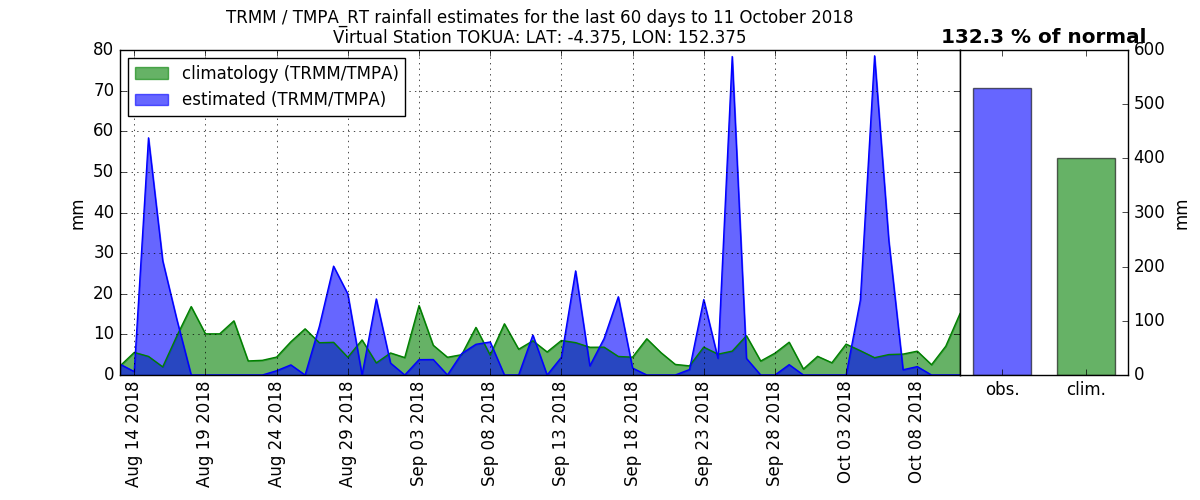 TRMM / TMPA_RT rainfall estimates for the last 60 days to 11 October 2018
Virtual Station TOKUA: LAT: -4.375, LON: 152.375
132.3 % of normal
climatology (TRMM/TMPA)
estimated (TRMM/TMPA)
80
70
60
50
40
30
20
10
0
mm
Aug 14 2018
Aug 19 2018
Aug 24 2018
Aug 29 2018
Sep 03 2018
Sep 08 2018
Sep 13 2018
Sep 18 2018
Sep 23 2018
Sep 28 2018
Oct 03 2018
Oct 08 2018
600
500
400
300
200
100
0
mm
obs.
clim.